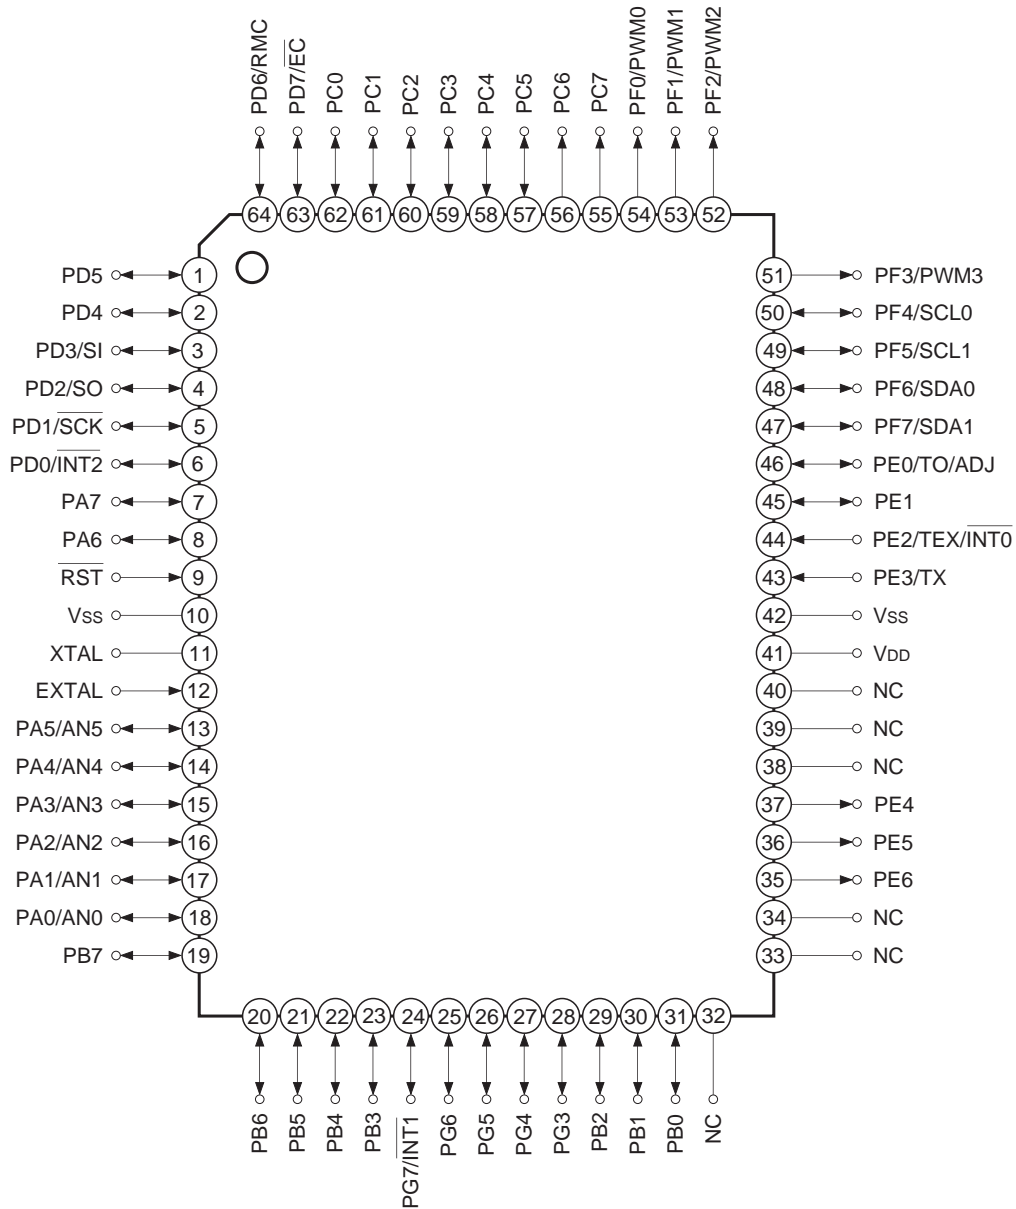 PD6/RMC
PD7/EC
PC0
PC1
PC2
PC3
PC4
PC5
PC6
PC7
PF0/PWM0
PF1/PWM1
PF2/PWM2
64 63 62 61 60 59 58 57 56 55 54 53 52
PD5 1 51 PF3/PWM3
PD4 2 50 PF4/SCL0
PD3/SI 3 49 PF5/SCL1
PD2/SO 4 48 PF6/SDA0
PD1/SCK 5 47 PF7/SDA1
PD0/INT2 6 46 PE0/TO/ADJ
PA7 7 45 PE1
PA6 8 44 PE2/TEX/INT0
RST 9 43 PE3/TX
Vss 10 42 Vss
XTAL 11 41 VDD
EXTAL 12 40 NC
PA5/AN5 13 39 NC
PA4/AN4 14 38 NC
PA3/AN3 15 37 PE4
PA2/AN2 16 36 PE5
PA1/AN1 17 35 PE6
PA0/AN0 18 34 NC
PB7 19 33 NC
20 21 22 23 24 25 26 27 28 29 30 31 32
PB6
PB5
PB4
PB3
PG7/INT1
PG6
PG5
PG4
PG3
PB2
PB1
PB0
NC